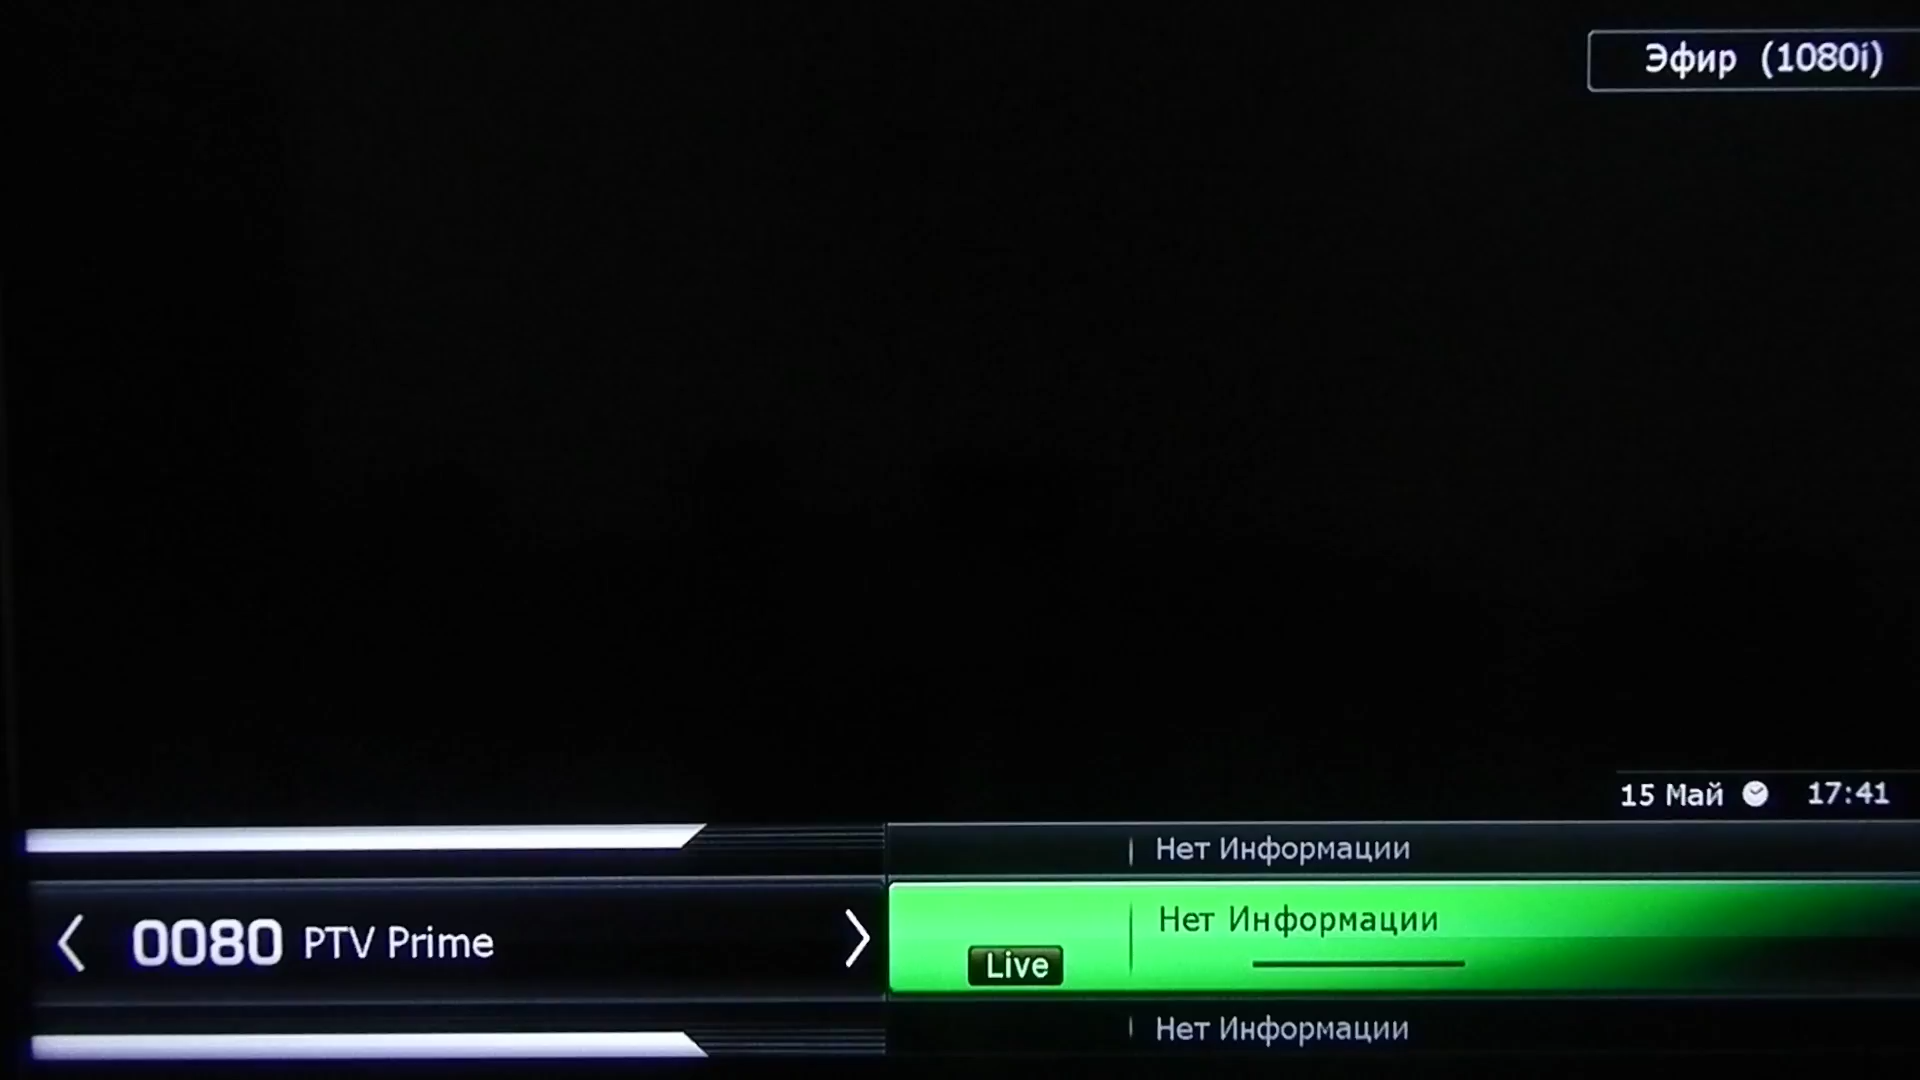 Эфир (1080i)
15 Май 17:41
Нет Информации
0080 PTV Prime
Нет Информации
Live
Нет Информации